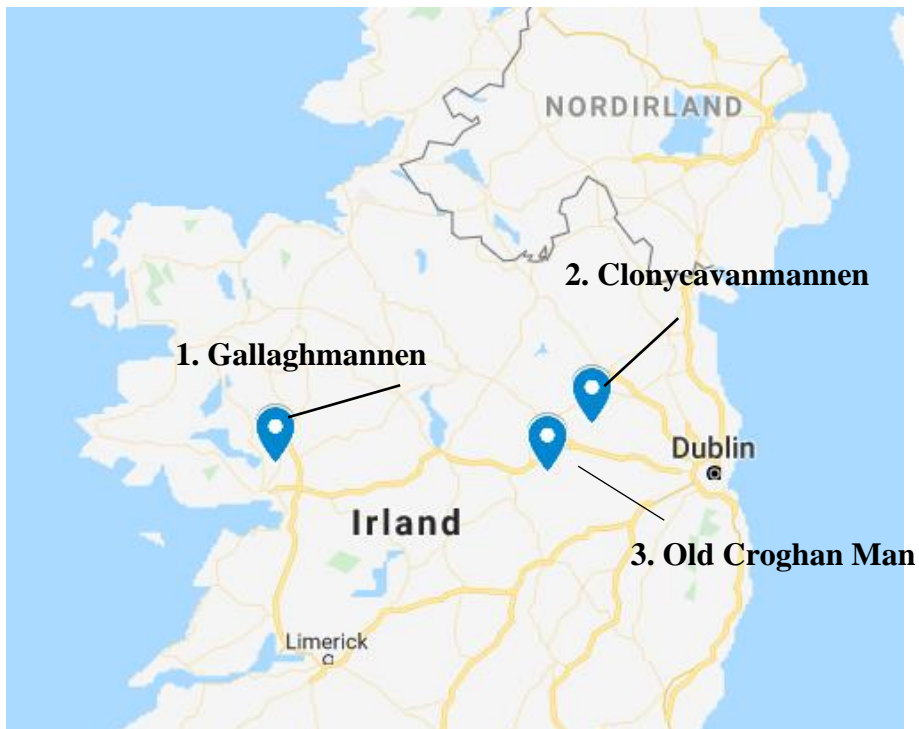 NORDIRLAND
2. Clonycavanmannen
1. Gallaghmannen
Dublin
Irland
3. Old Croghan Man
Limerick